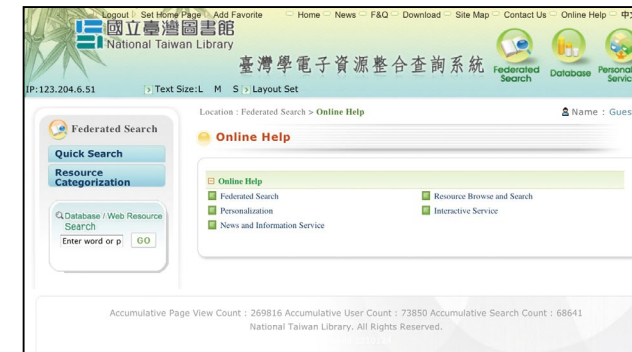 Logout Set Home Page Add Favorite Home News F&Q Download Site Map Contact Us Online Help 中文
國立臺灣圖書館
National Taiwan Library
臺灣學電子資源整合查詢系統
Federated Search Database Personal Servic
IP:123.204.6.51 Text Size:L M S Layout Set
Location : Federated Search > Online Help Name : Gues
Federated Search
Online Help
Quick Search
Resource Categorization
Online Help
Federated Search Resource Browse and Search
Personalization Interactive Service
News and Information Service
Database / Web Resource Search
Enter word or p GO
Accumulative Page View Count : 269816 Accumulative User Count : 73850 Accumulative Search Count : 68641
National Taiwan Library. All Rights Reserved.